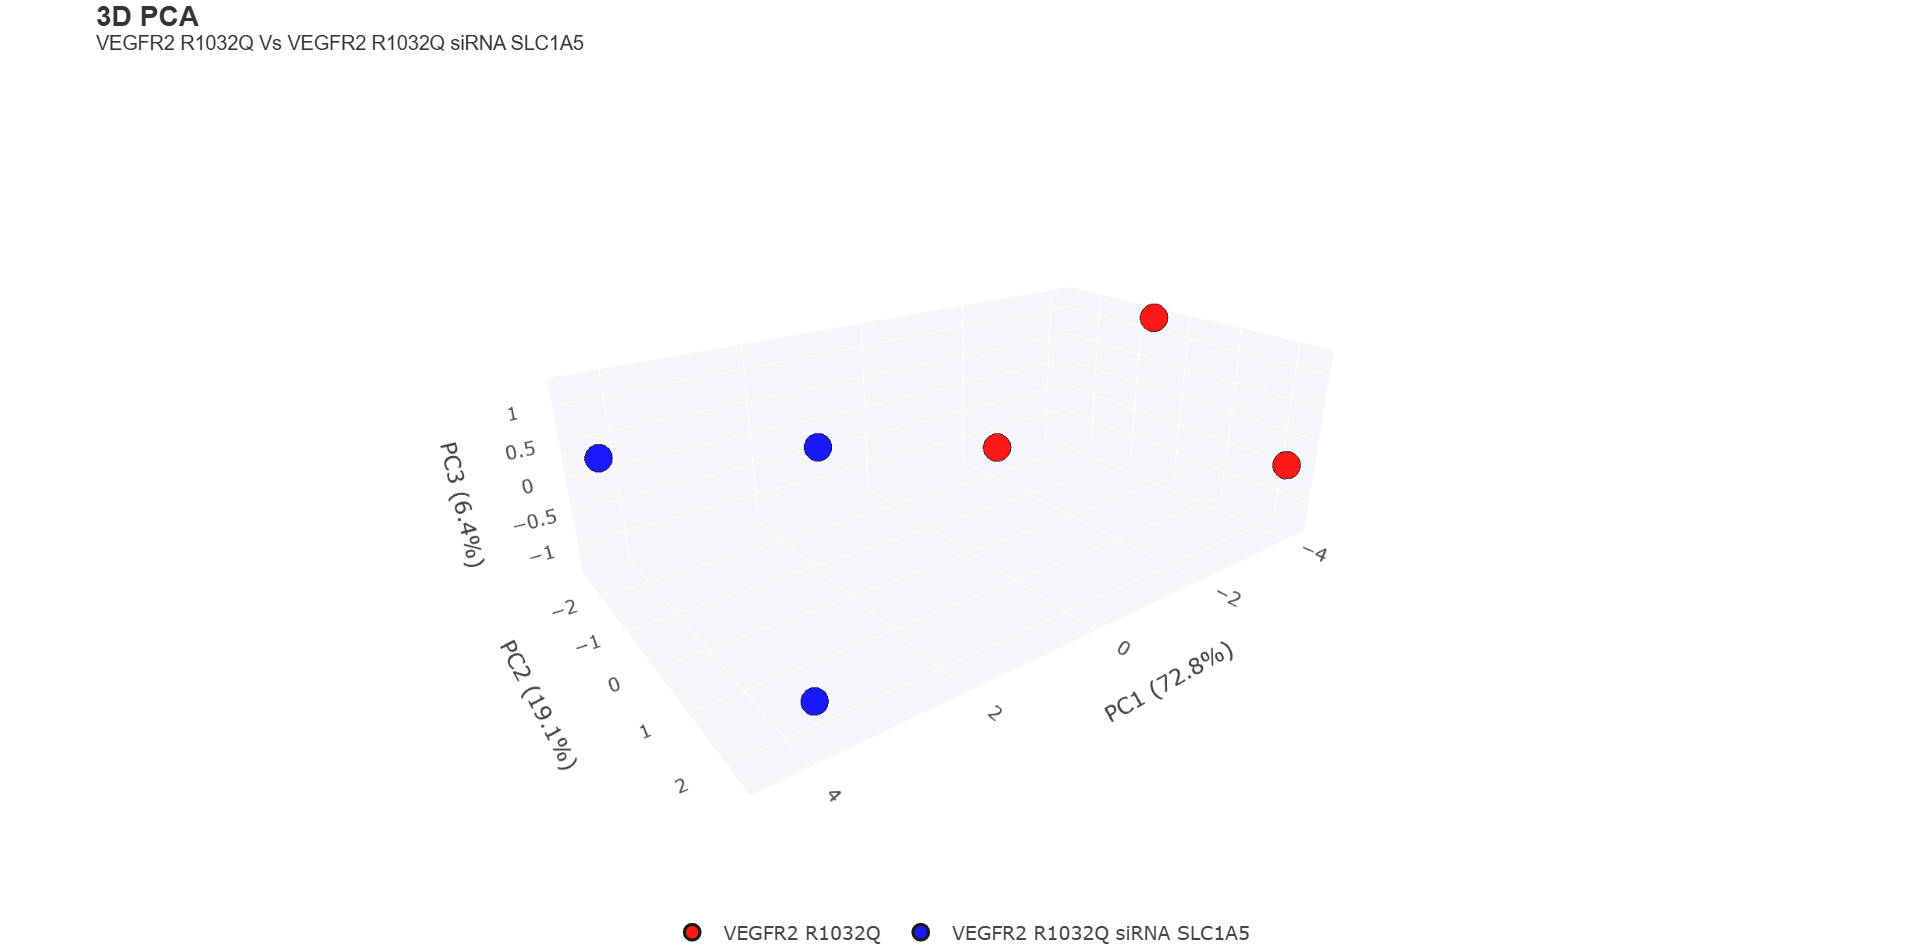 3D PCA
VEGFR2 R1032Q Vs VEGFR2 R1032Q siRNA SLC1A5
1
0.5
0
−0.5
−1
PC3 (6.4%)
−2
−1
0
1
2
PC2 (19.1%)
−4
−2
0
2
4
PC1 (72.8%)
VEGFR2 R1032Q
VEGFR2 R1032Q siRNA SLC1A5